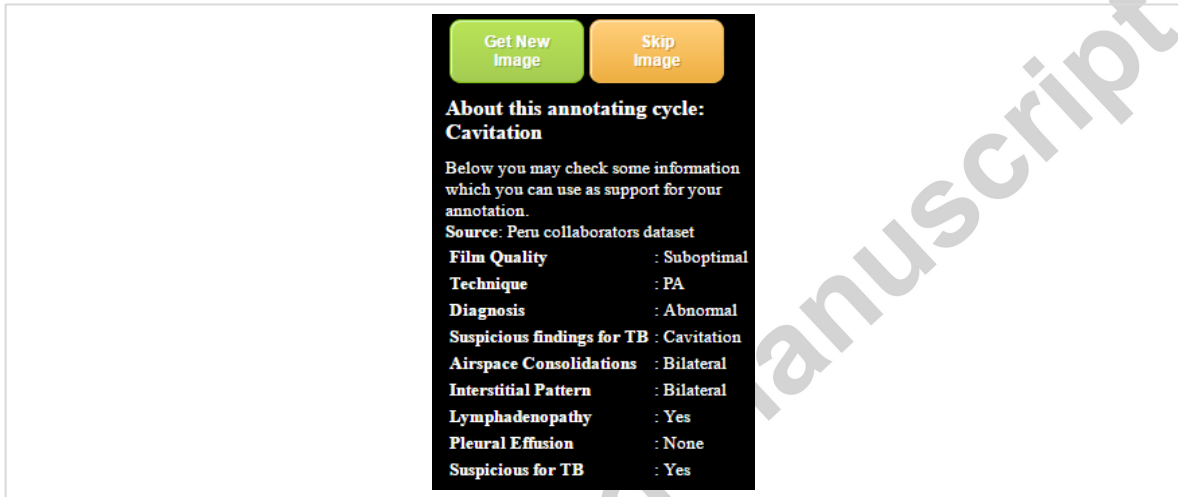 Get New Image
Skip Image
About this annotating cycle:
Cavitation
Below you may check some information
which you can use as support for your
annotation.
Source: Peru collaborators dataset
Film Quality : Suboptimal
Technique : PA
Diagnosis : Abnormal
Suspicious findings for TB : Cavitation
Airspace Consolidations : Bilateral
Interstitial Pattern : Bilateral
Lymphadenopathy : Yes
Pleural Effusion : None
Suspicious for TB : Yes
anuscript